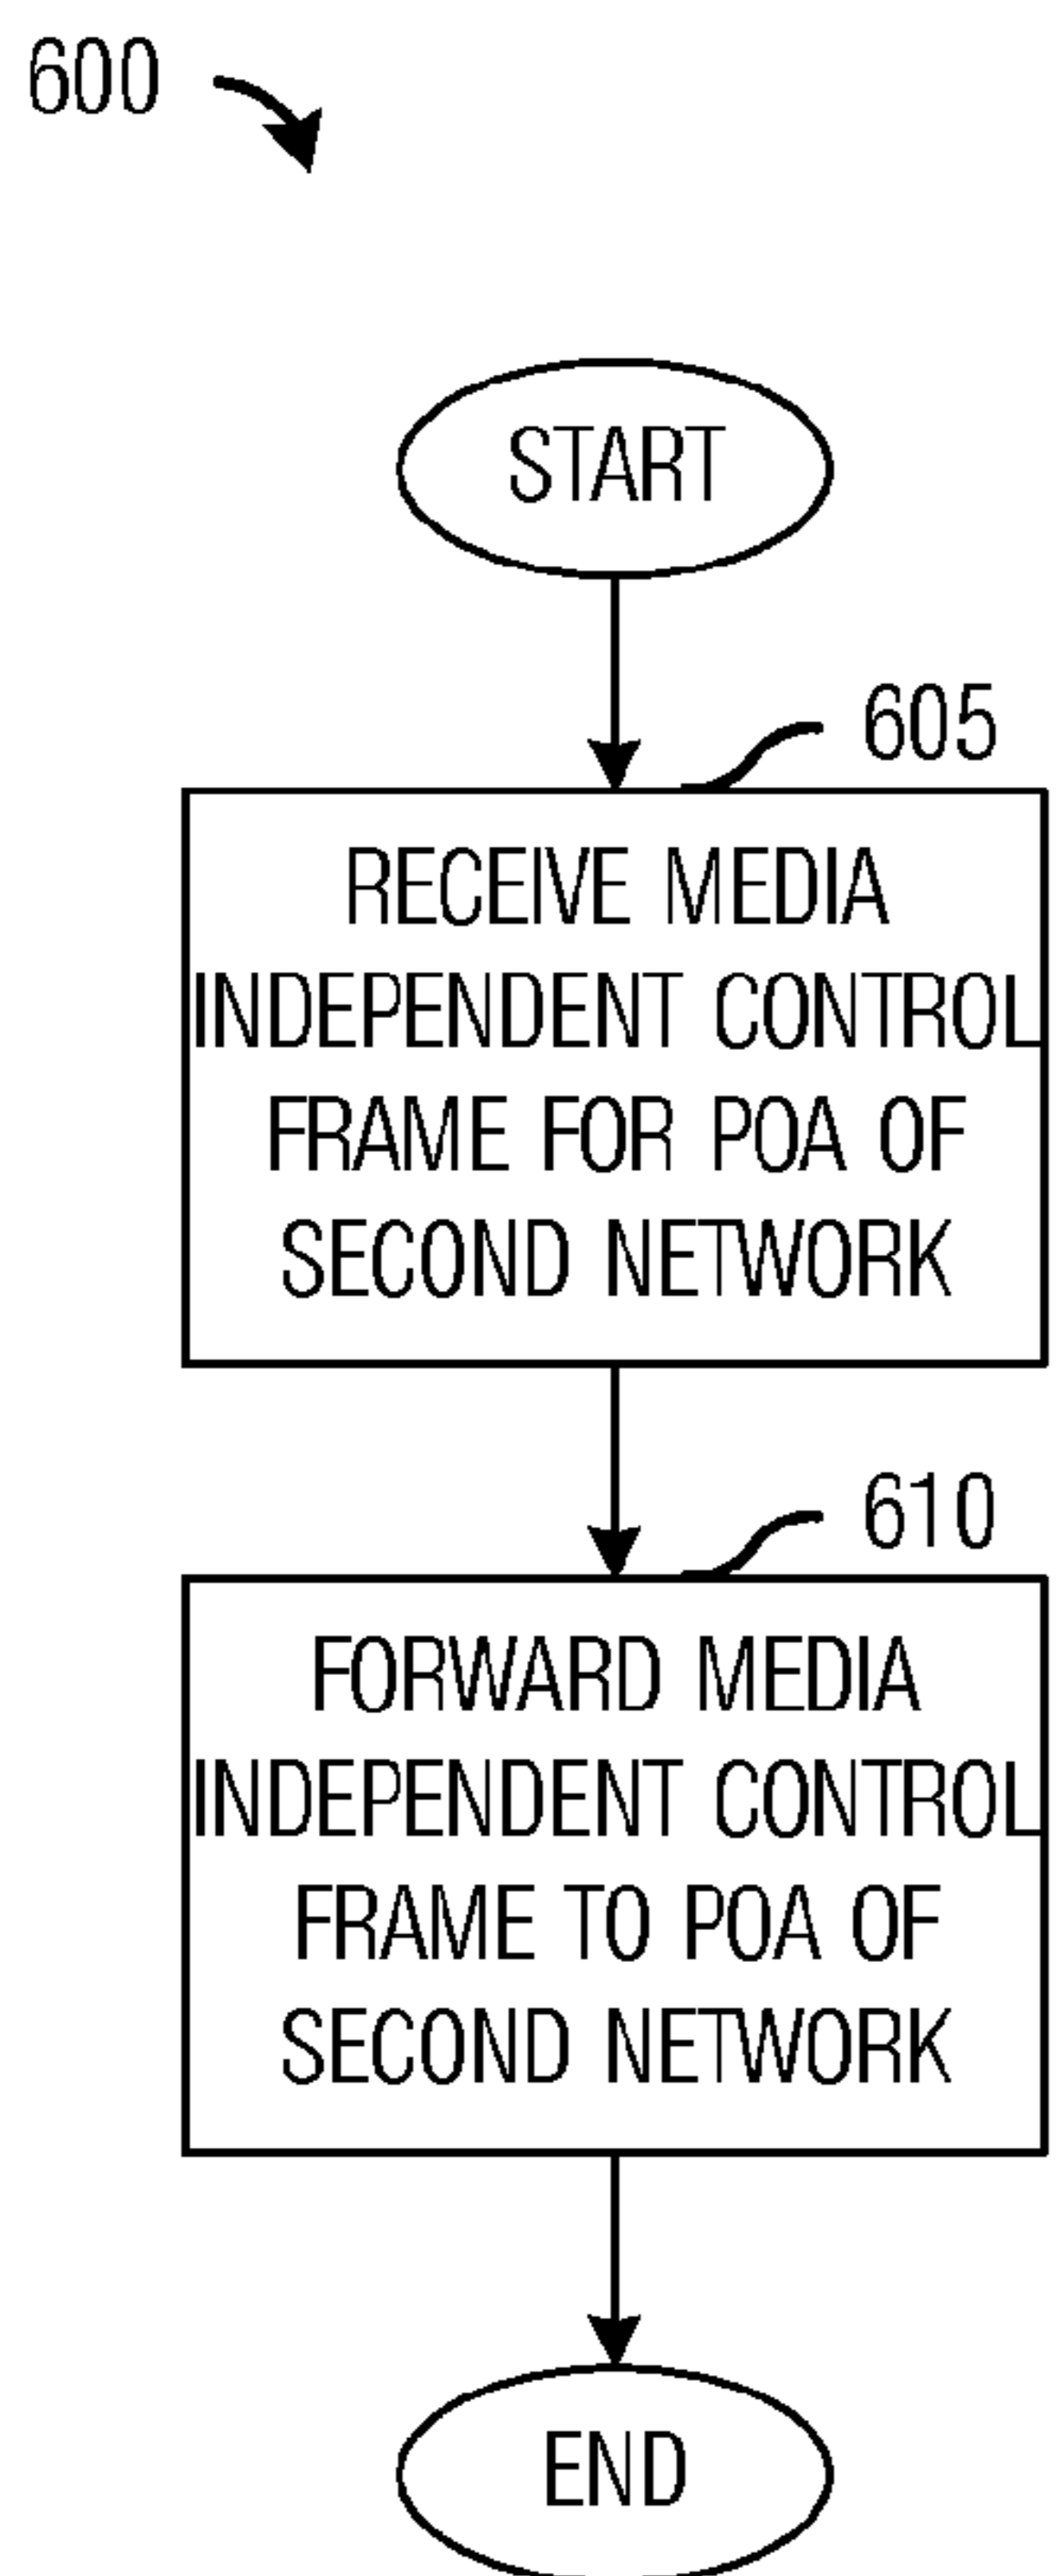 600
START
605
RECEIVE MEDIA
INDEPENDENT CONTROL
FRAME FOR POA OF
SECOND NETWORK
610
FORWARD MEDIA
INDEPENDENT CONTROL
FRAME TO POA OF
SECOND NETWORK
END